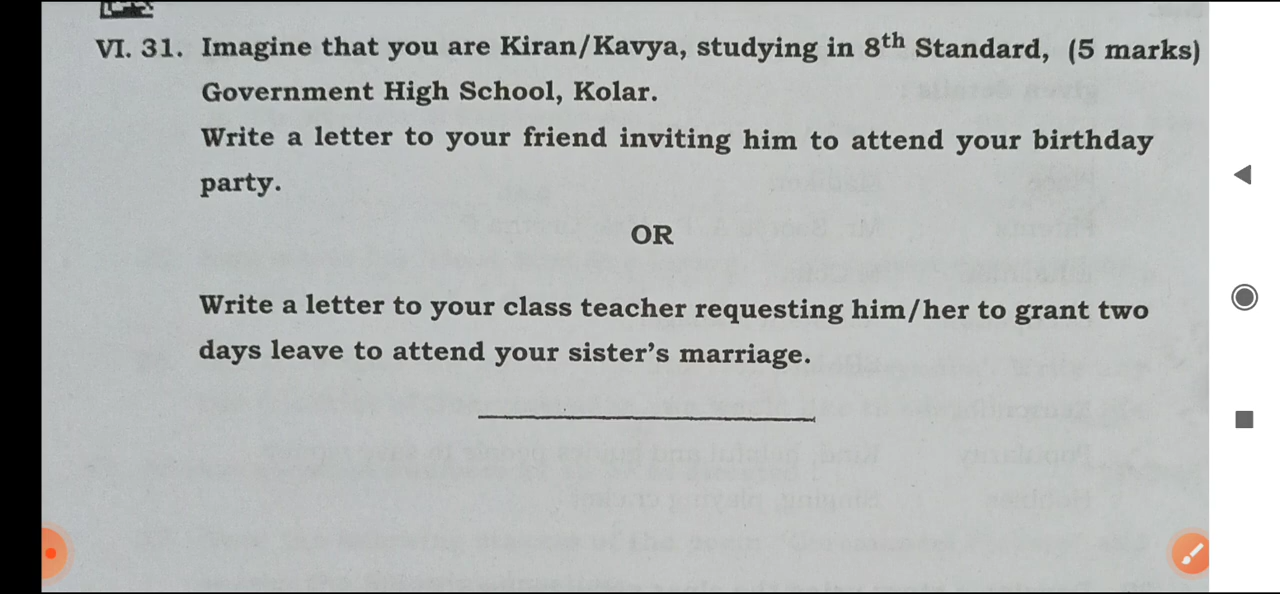 VI. 31. Imagine that you are Kiran/Kavya, studying in 8th Standard, (5 marks)
Government High School, Kolar.
Write a letter to your friend inviting him to attend your birthday
party.
OR
Write a letter to your class teacher requesting him/her to grant two
days leave to attend your sister's marriage.